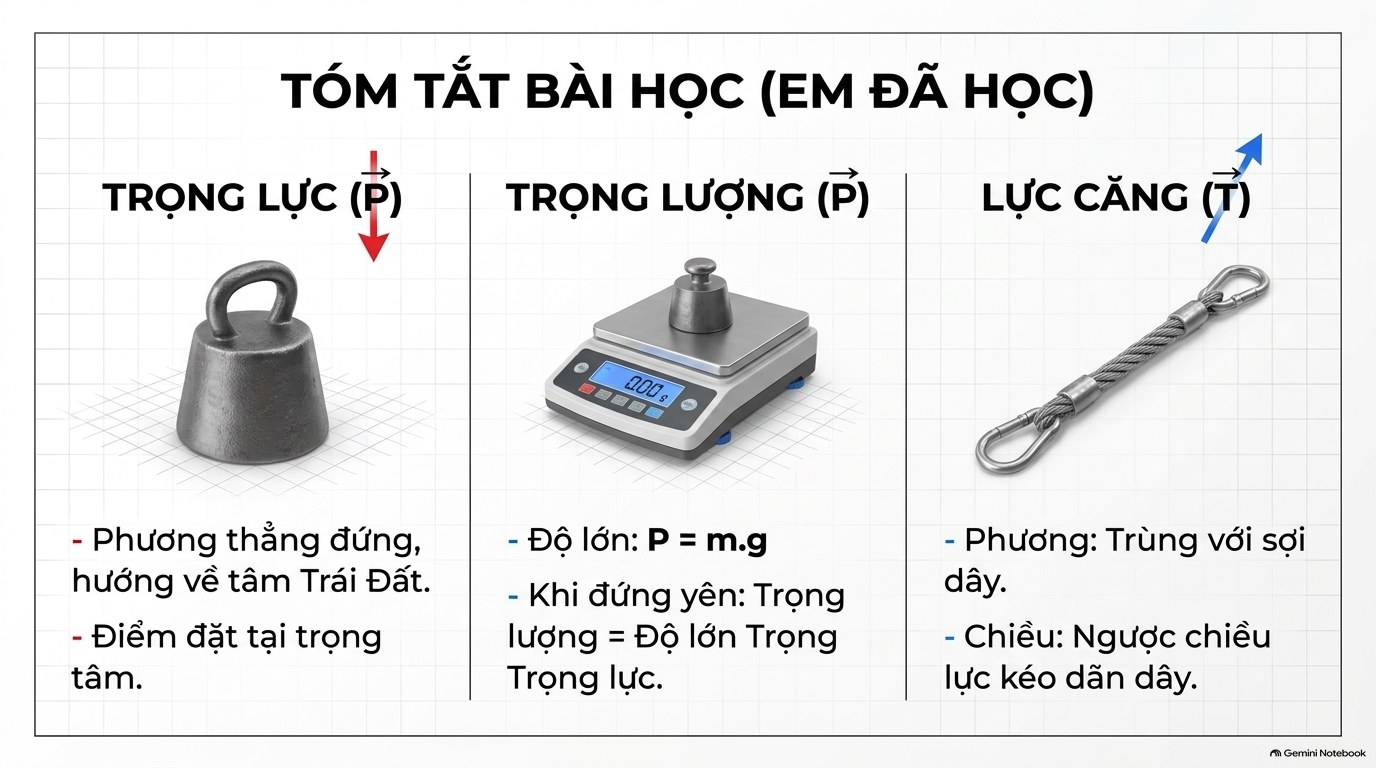 TÓM TẮT BÀI HỌC (EM ĐÃ HỌC)
TRỌNG LỰC (P⃗)
- Phương thẳng đứng,
hướng về tâm Trái Đất.
- Điểm đặt tại trọng
tâm.
TRỌNG LƯỢNG (P⃗)
0.00 g
- Độ lớn: P = m.g
- Khi đứng yên: Trọng
lượng = Độ lớn Trọng
Trọng lực.
LỰC CĂNG (T⃗)
- Phương: Trùng với sợi
dây.
- Chiều: Ngược chiều
lực kéo dãn dây.
Gemini Notebook